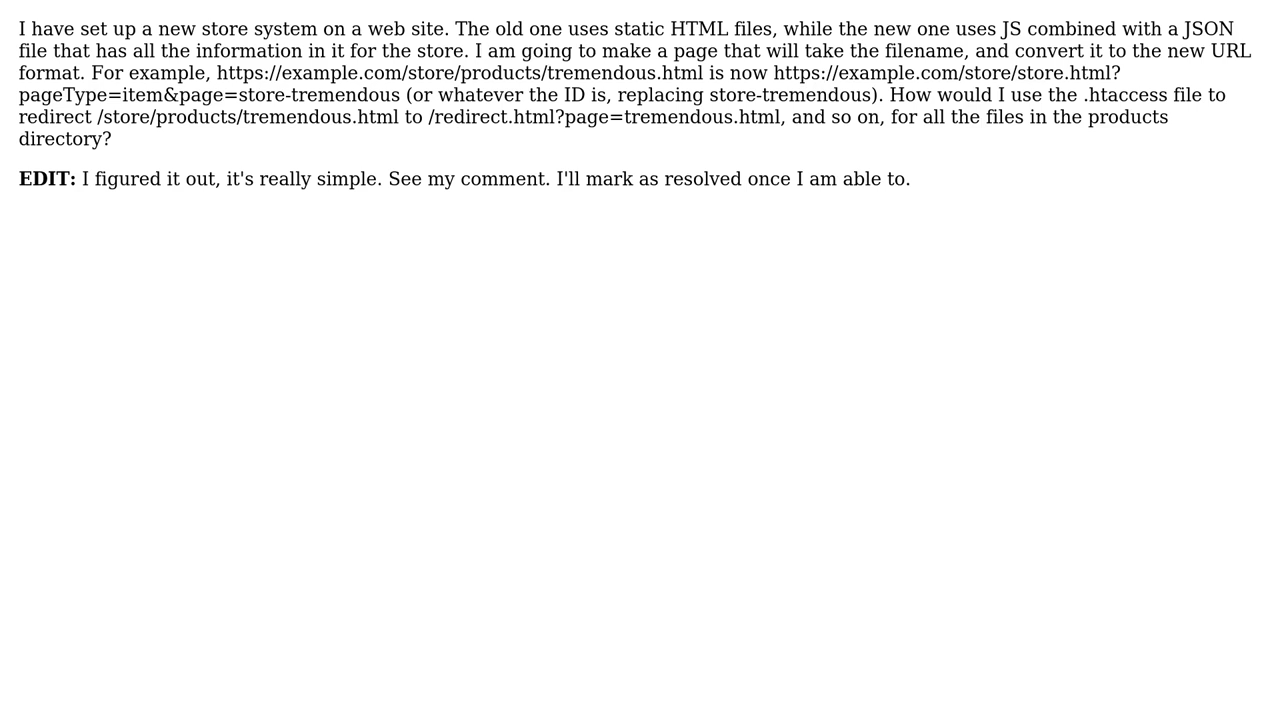 I have set up a new store system on a web site. The old one uses static HTML files, while the new one uses JS combined with a JSON
file that has all the information in it for the store. I am going to make a page that will take the filename, and convert it to the new URL
format. For example, https://example.com/store/products/tremendous.html is now https://example.com/store/store.html?
pageType=item&page=store-tremendous (or whatever the ID is, replacing store-tremendous). How would I use the .htaccess file to
redirect /store/products/tremendous.html to /redirect.html?page=tremendous.html, and so on, for all the files in the products
directory?
EDIT: I figured it out, it's really simple. See my comment. I'll mark as resolved once I am able to.